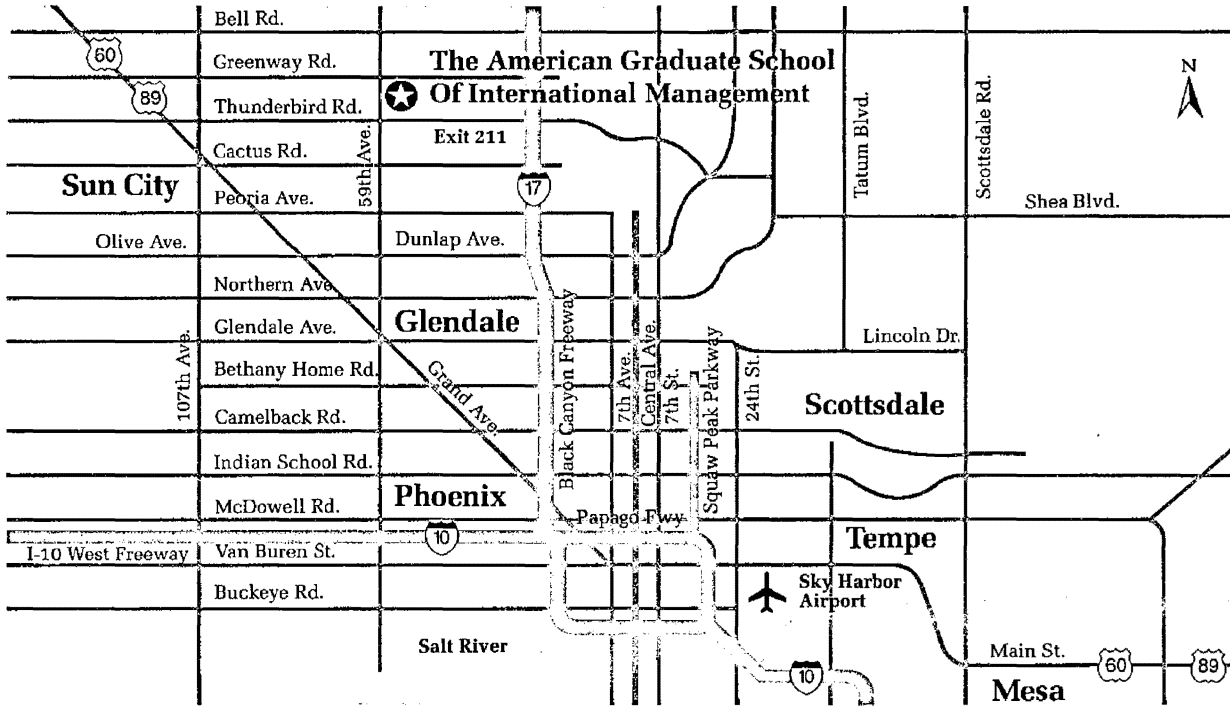 Bell Rd.
60
Greenway Rd.
The American Graduate School
Of International Management
N
89
Thunderbird Rd.
Exit 211
Cactus Rd.
59th Ave.
Tatum Blvd.
Scottsdale Rd.
Sun City
17
Peoria Ave.
Shea Blvd.
Olive Ave.
Dunlap Ave.
Northern Ave
Glendale Ave.
Glendale
Lincoln Dr.
107th Ave.
Bethany Home Rd.
Grand Ave.
Black Canyon Freeway
7th Ave.
Central Ave.
7th St.
Squaw Peak Parkway
24th St.
Camelback Rd.
Scottsdale
Indian School Rd.
McDowell Rd.
Phoenix
Papago Fwy
I-10 West Freeway
Van Buren St.
10
Tempe
Buckeye Rd.
Sky Harbor
Airport
Salt River
10
Main St.
60
89
Mesa